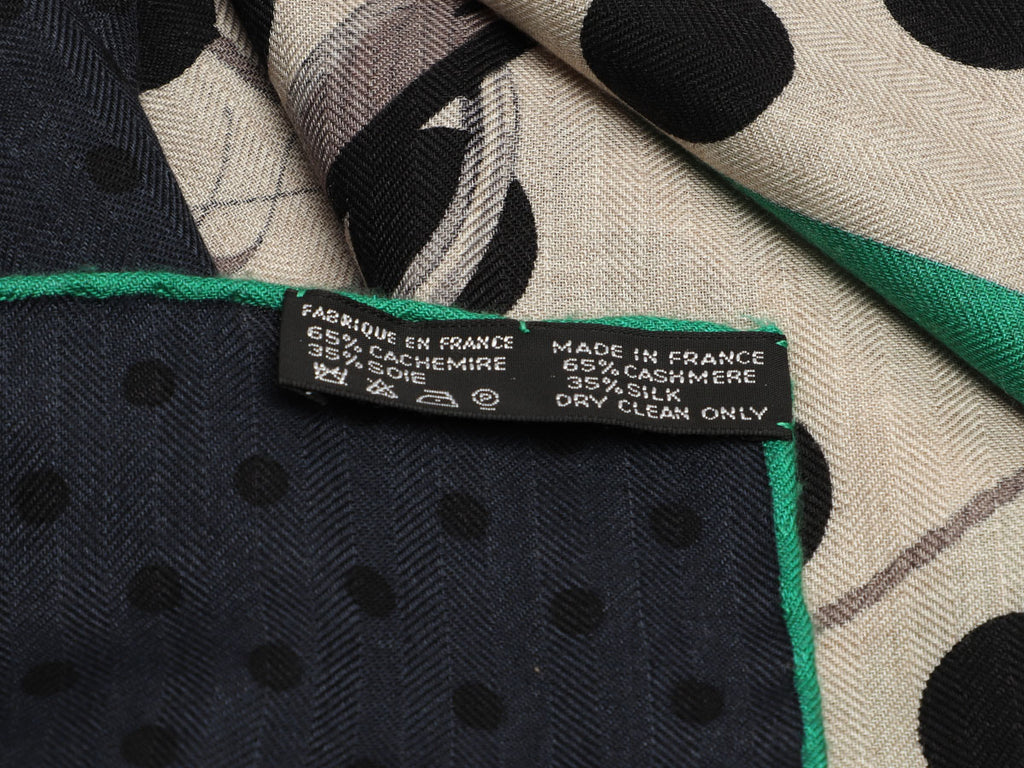 FABRIQUE EN FRANCE
65% CACHEMIRE
35% SOIE
MADE IN FRANCE
65% CASHMERE
35% SILK
DRY CLEAN ONLY